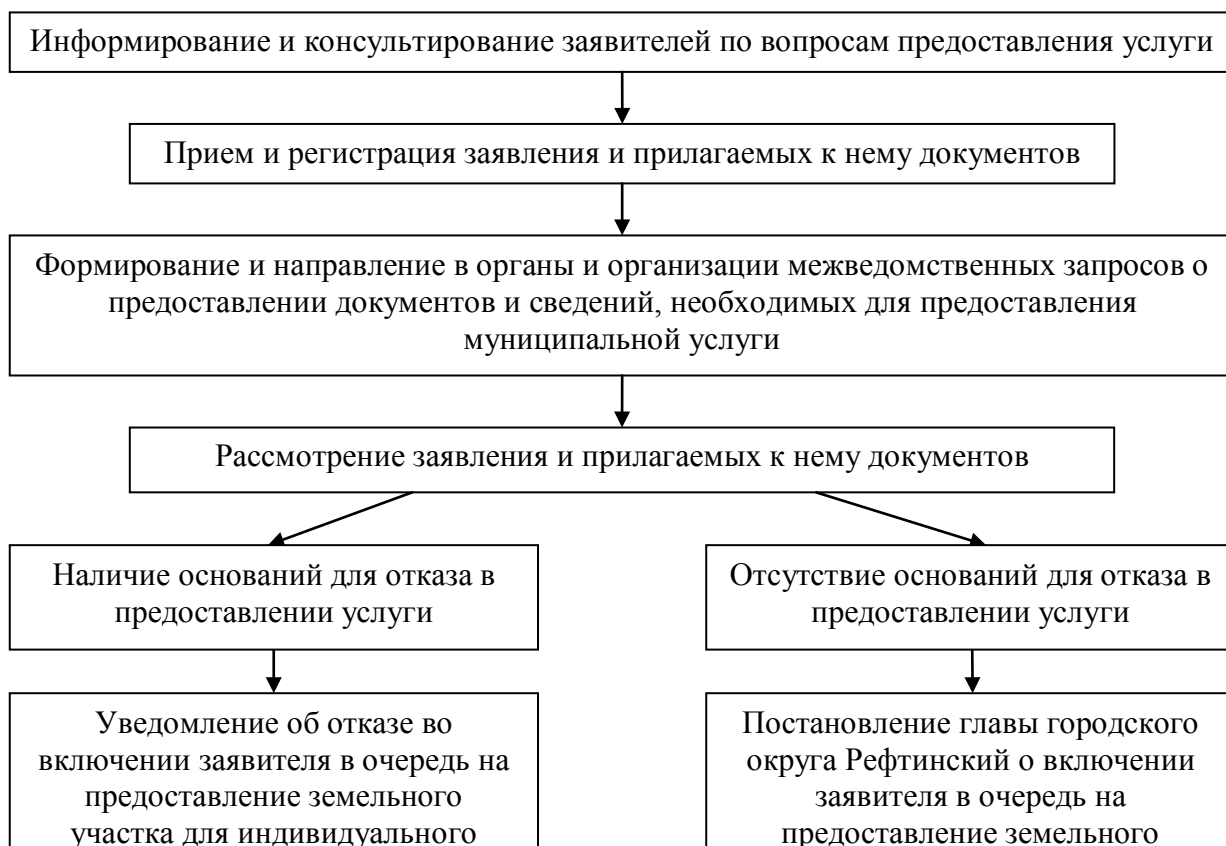 Информирование и консультирование заявителей по вопросам предоставления услуги
Прием и регистрация заявления и прилагаемых к нему документов
Формирование и направление в органы и организации межведомственных запросов о
предоставлении документов и сведений, необходимых для предоставления
муниципальной услуги
Рассмотрение заявления и прилагаемых к нему документов
Наличие оснований для отказа в
предоставлении услуги
Отсутствие оснований для отказа в
предоставлении услуги
Уведомление об отказе во
включении заявителя в очередь на
предоставление земельного
участка для индивидуального
Постановление главы городского
округа Рефтинский о включении
заявителя в очередь на
предоставление земельного